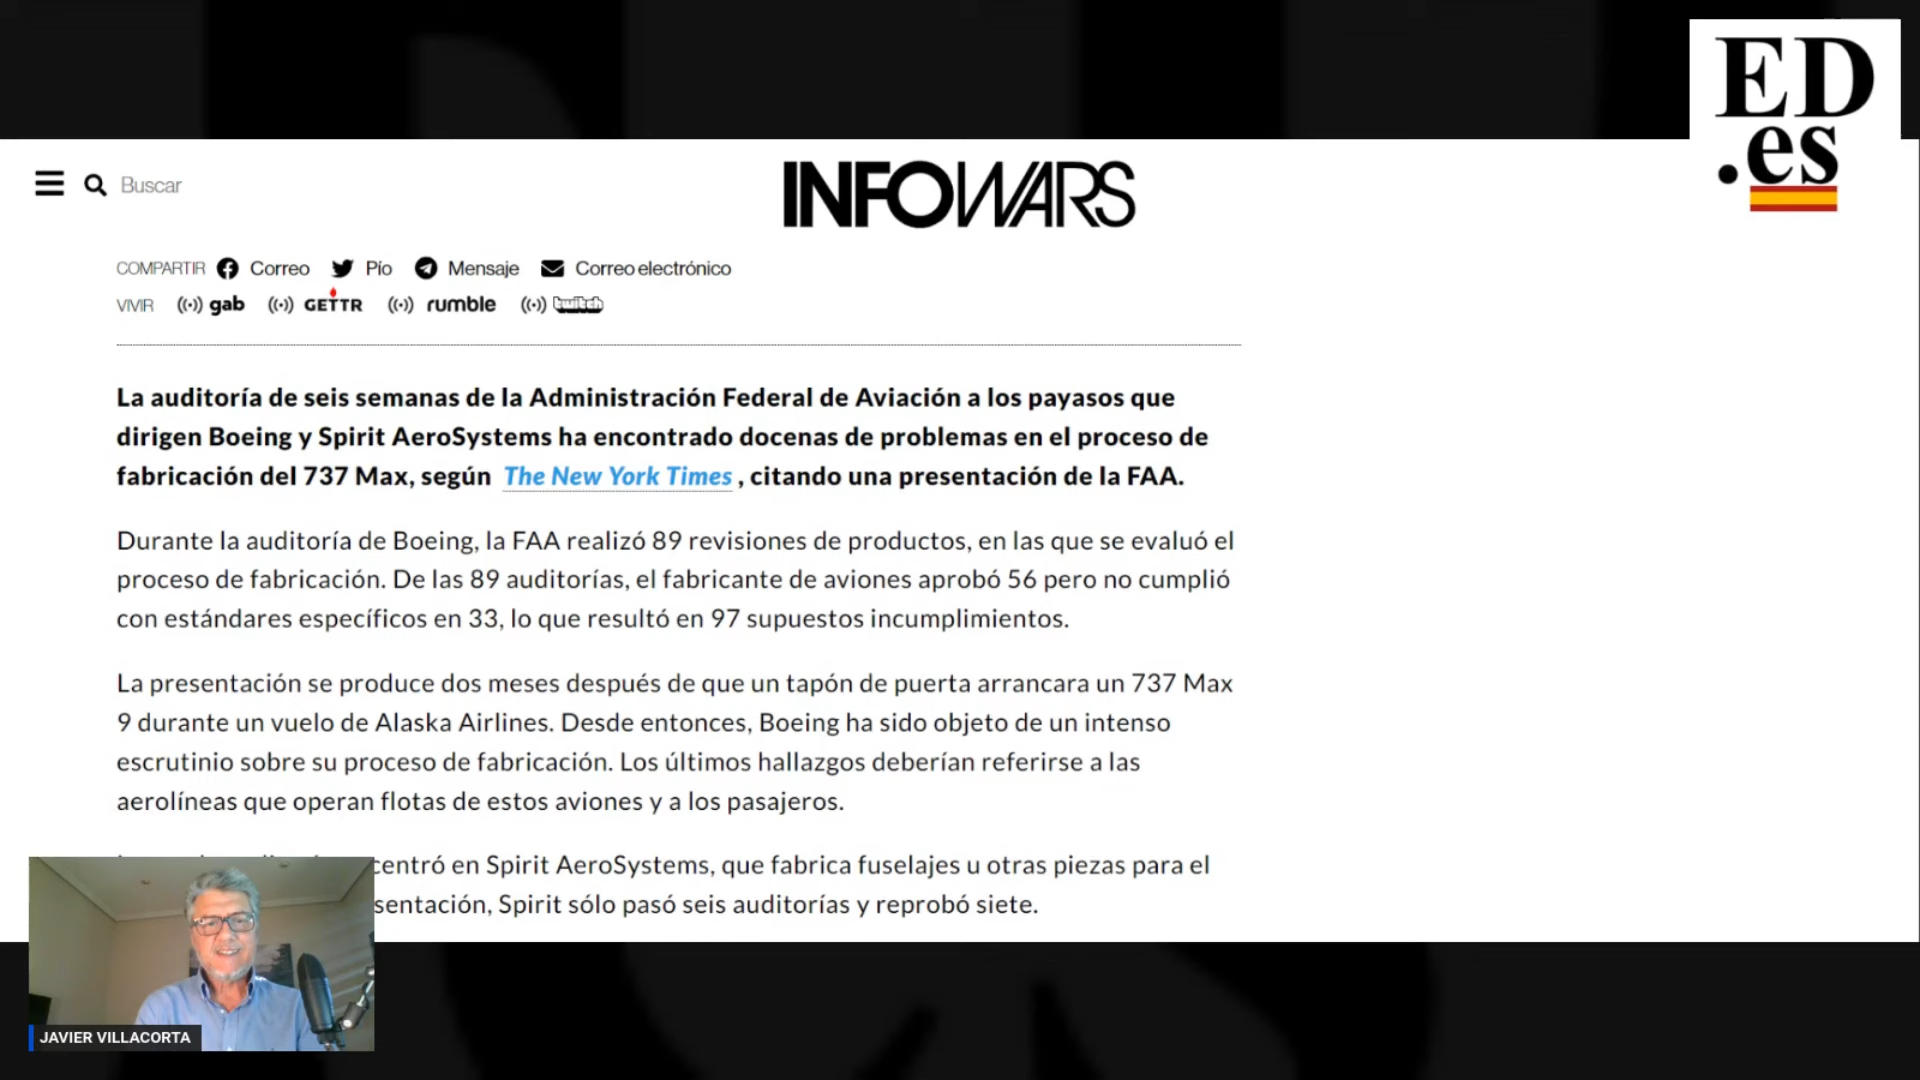 ED
.es
Buscar
INFOWARS
COMPARTIR Correo Pío Mensaje Correo electrónico
VIVIR gab GETTR rumble twitch
La auditoría de seis semanas de la Administración Federal de Aviación a los payasos que
dirigen Boeing y Spirit AeroSystems ha encontrado docenas de problemas en el proceso de
fabricación del 737 Max, según The New York Times , citando una presentación de la FAA.
Durante la auditoría de Boeing, la FAA realizó 89 revisiones de productos, en las que se evaluó el
proceso de fabricación. De las 89 auditorías, el fabricante de aviones aprobó 56 pero no cumplió
con estándares específicos en 33, lo que resultó en 97 supuestos incumplimientos.
La presentación se produce dos meses después de que un tapón de puerta arrancara un 737 Max
9 durante un vuelo de Alaska Airlines. Desde entonces, Boeing ha sido objeto de un intenso
escrutinio sobre su proceso de fabricación. Los últimos hallazgos deberían referirse a las
aerolíneas que operan flotas de estos aviones y a los pasajeros.
centró en Spirit AeroSystems, que fabrica fuselajes u otras piezas para el
sentación, Spirit sólo pasó seis auditorías y reprobó siete.
JAVIER VILLACORTA